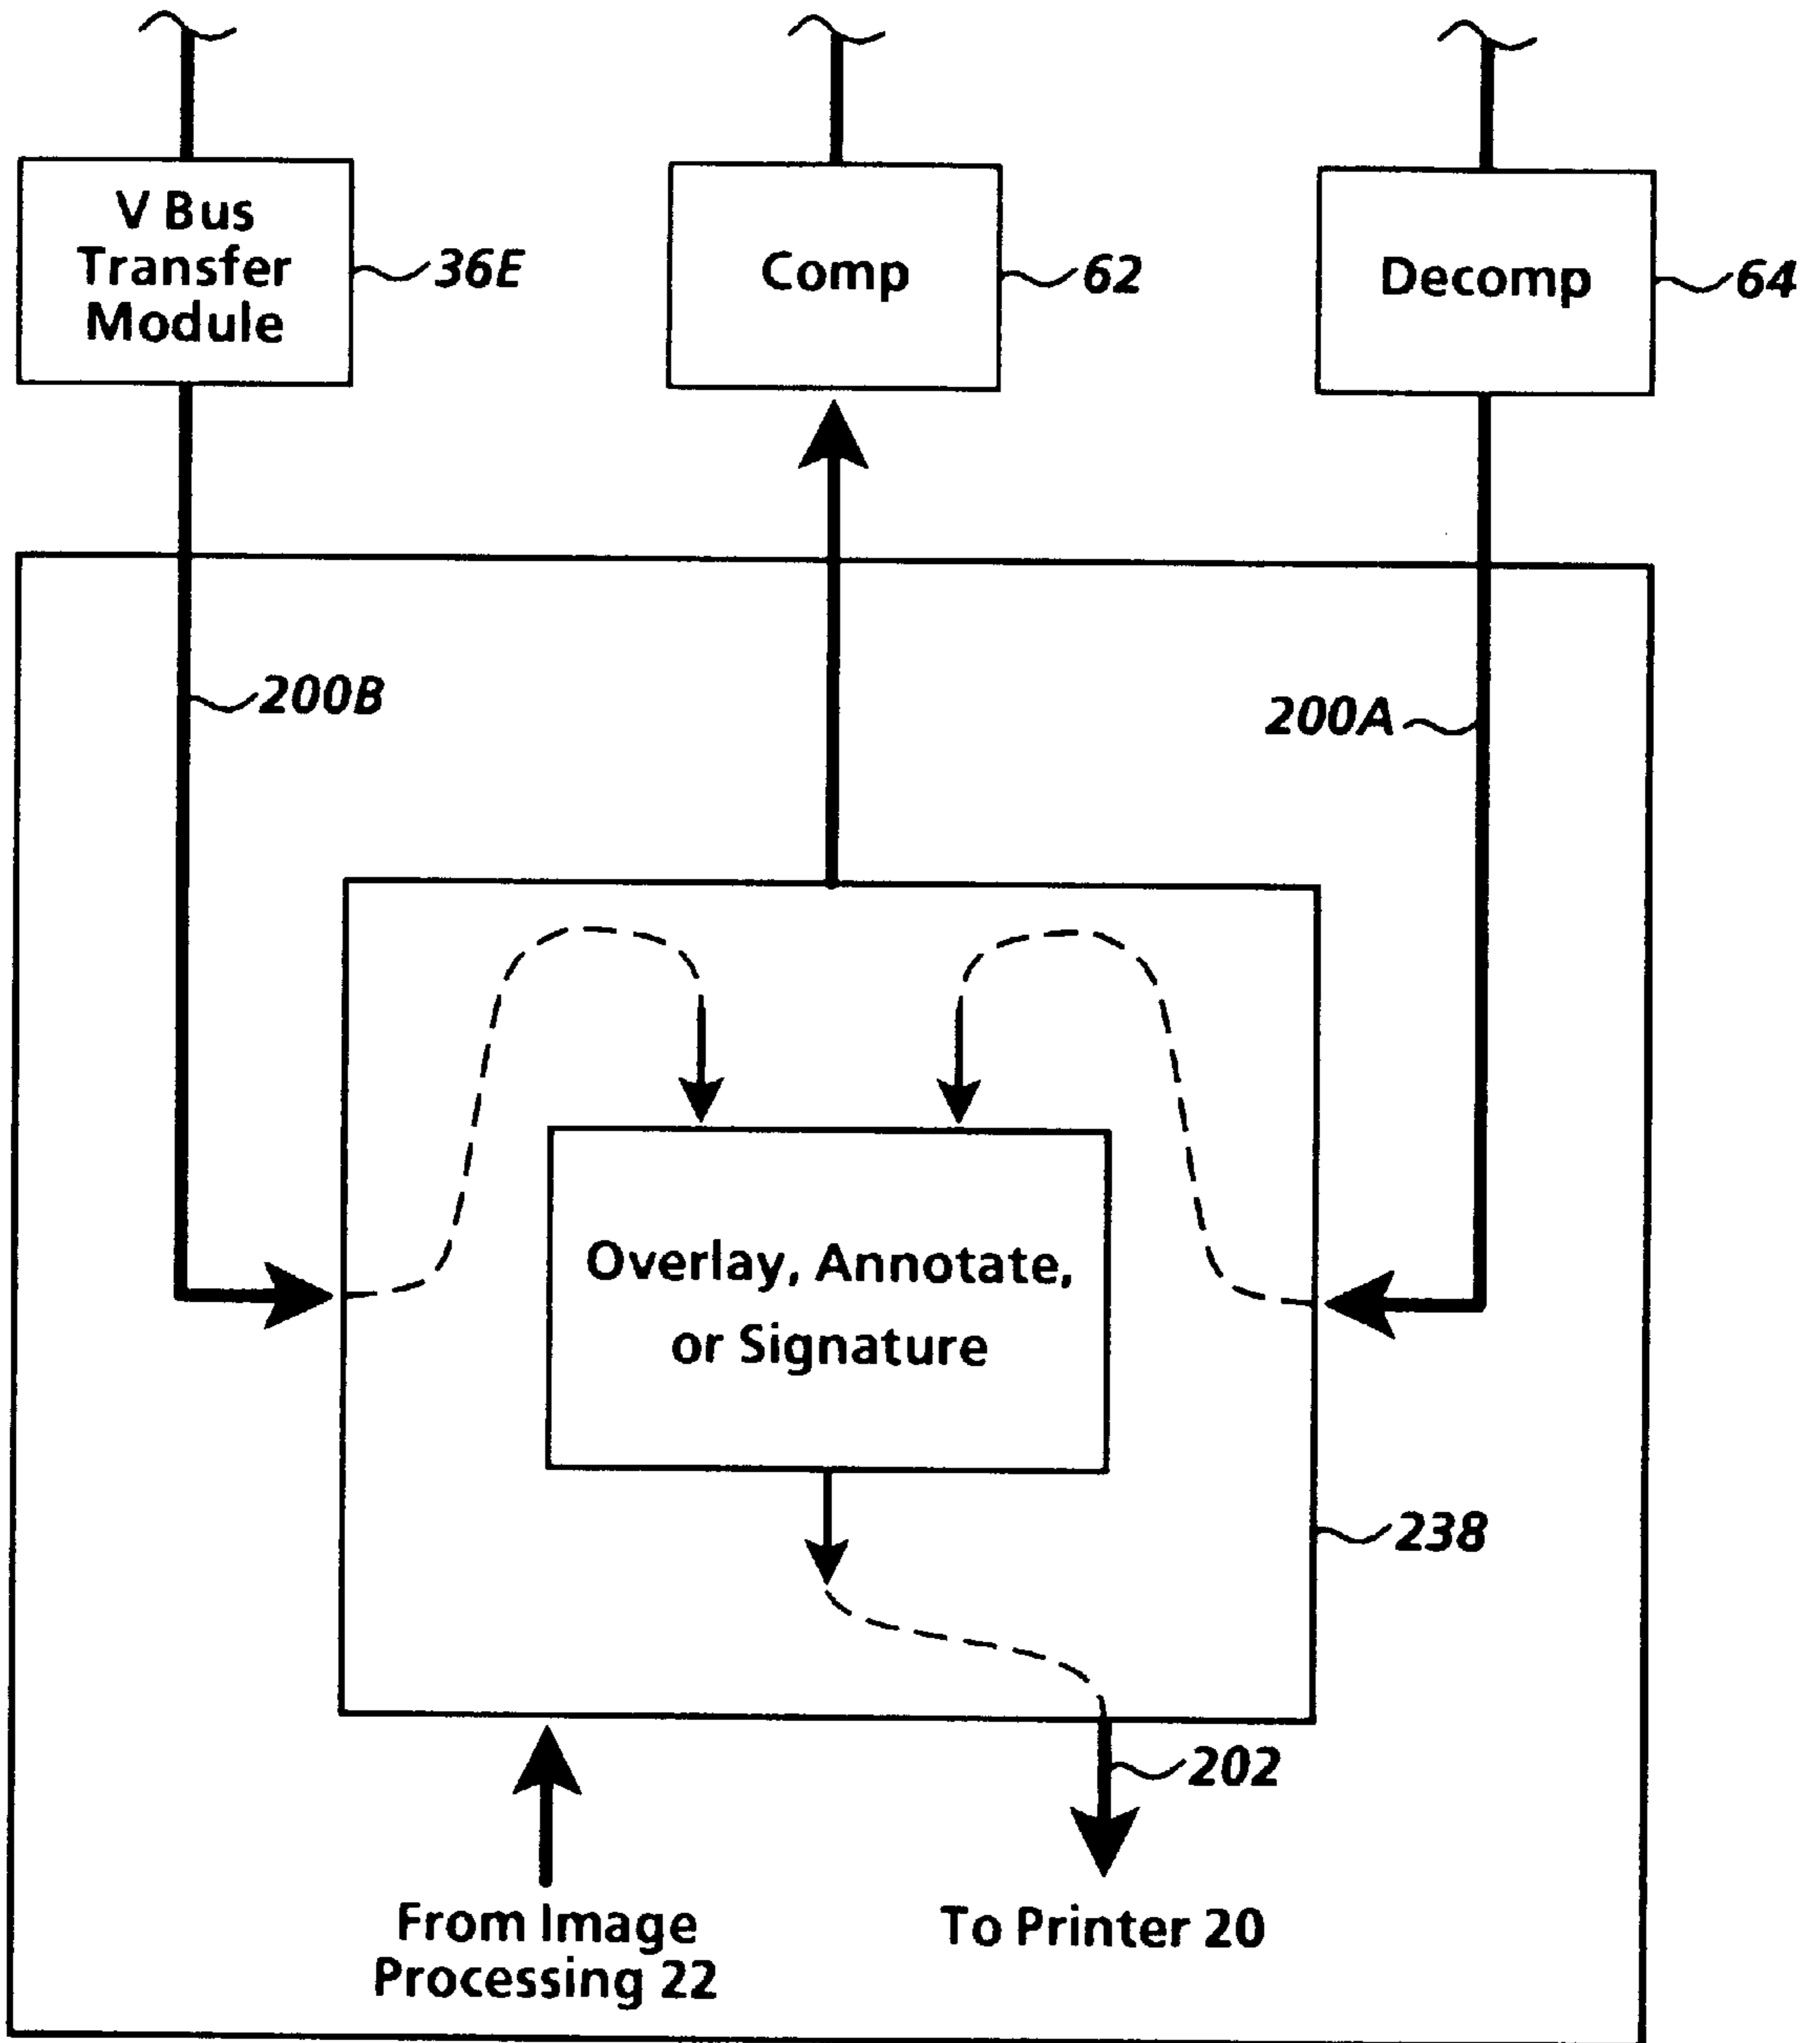 V Bus
Transfer
Module
36E
Comp
62
Decomp
64
200B
200A
Overlay, Annotate,
or Signature
238
202
From Image
Processing 22
To Printer 20